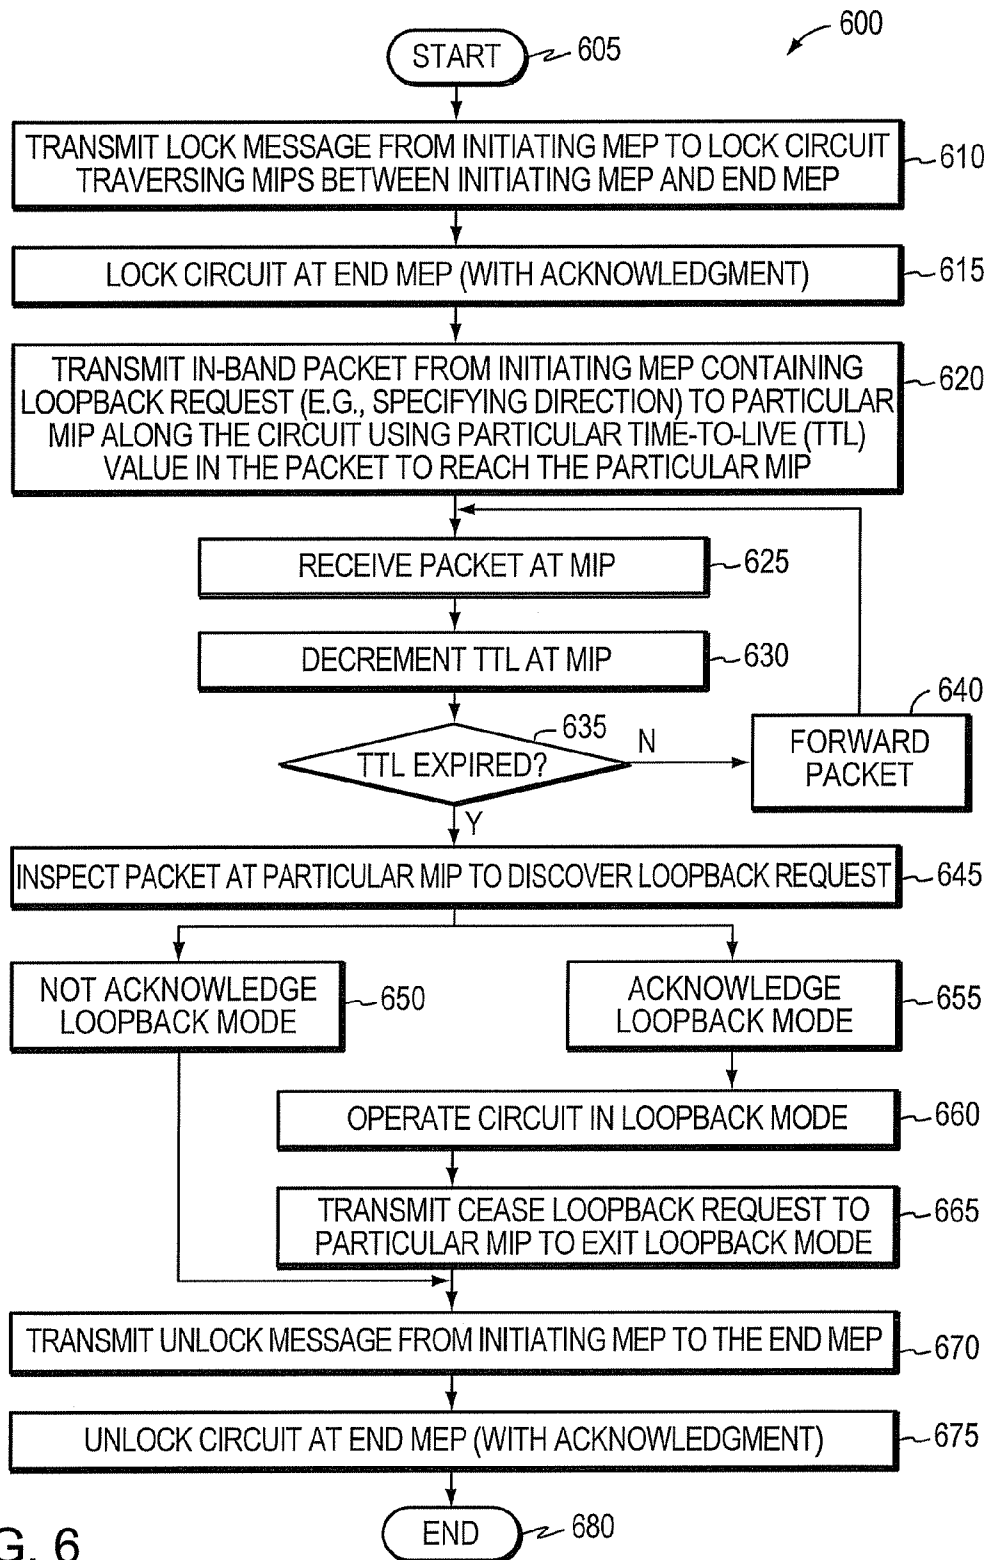 600
START
605
TRANSMIT LOCK MESSAGE FROM INITIATING MEP TO LOCK CIRCUIT
TRAVERSING MIPS BETWEEN INITIATING MEP AND END MEP
610
LOCK CIRCUIT AT END MEP (WITH ACKNOWLEDGMENT)
615
TRANSMIT IN-BAND PACKET FROM INITIATING MEP CONTAINING
LOOPBACK REQUEST (E.G., SPECIFYING DIRECTION) TO PARTICULAR
MIP ALONG THE CIRCUIT USING PARTICULAR TIME-TO-LIVE (TTL)
VALUE IN THE PACKET TO REACH THE PARTICULAR MIP
620
RECEIVE PACKET AT MIP
625
DECREMENT TTL AT MIP
630
TTL EXPIRED?
635
N
FORWARD
PACKET
640
Y
INSPECT PACKET AT PARTICULAR MIP TO DISCOVER LOOPBACK REQUEST
645
NOT ACKNOWLEDGE
LOOPBACK MODE
650
ACKNOWLEDGE
LOOPBACK MODE
655
OPERATE CIRCUIT IN LOOPBACK MODE
660
TRANSMIT CEASE LOOPBACK REQUEST TO
PARTICULAR MIP TO EXIT LOOPBACK MODE
665
TRANSMIT UNLOCK MESSAGE FROM INITIATING MEP TO THE END MEP
670
UNLOCK CIRCUIT AT END MEP (WITH ACKNOWLEDGMENT)
675
END
680
G. 6